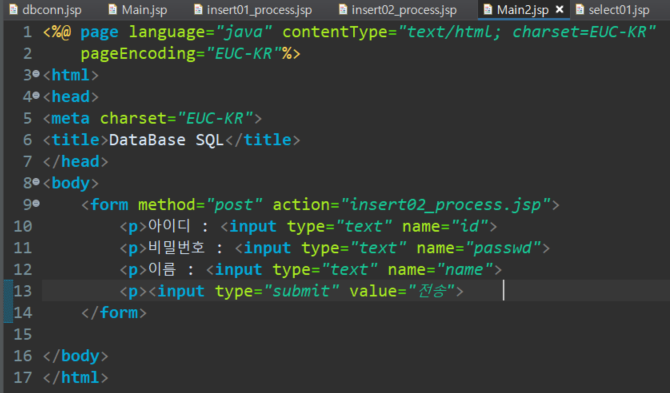 dbconn.jsp Main.jsp insert01_process.jsp insert02_process.jsp Main2.jsp select01.jsp
1 <%@ page language="java" contentType="text/html; charset=EUC-KR"
2 pageEncoding="EUC-KR"%>
3 <html>
4 <head>
5 <meta charset="EUC-KR">
6 <title>DataBase SQL</title>
7 </head>
8 <body>
9 <form method="post" action="insert02_process.jsp">
10 <p>아이디 : <input type="text" name="id">
11 <p>비밀번호 : <input type="text" name="passwd">
12 <p>이름 : <input type="text" name="name">
13 <p><input type="submit" value="전송">
14 </form>
15
16 </body>
17 </html>